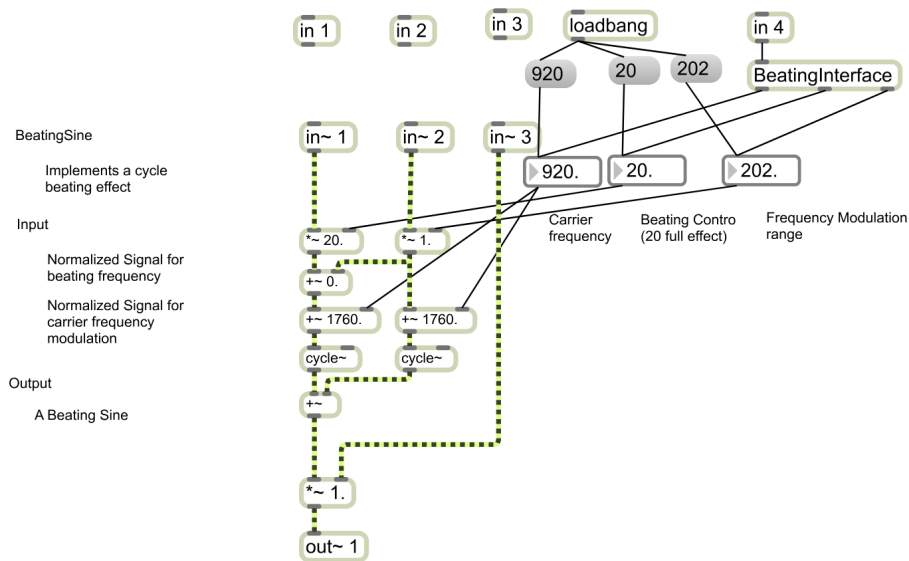 in 1
in 2
in 3
loadbang
in 4
920
20
202
BeatingInterface
BeatingSine
in~ 1
in~ 2
in~ 3
Implements a cycle
beating effect
920.
20.
202.
Input
*~ 20.
*~ 1.
Carrier
frequency
Beating Contro
(20 full effect)
Frequency Modulation
range
Normalized Signal for
beating frequency
+~ 0.
Normalized Signal for
carrier frequency
modulation
+~ 1760.
+~ 1760.
cycle~
cycle~
Output
+~
A Beating Sine
*~ 1.
out~ 1